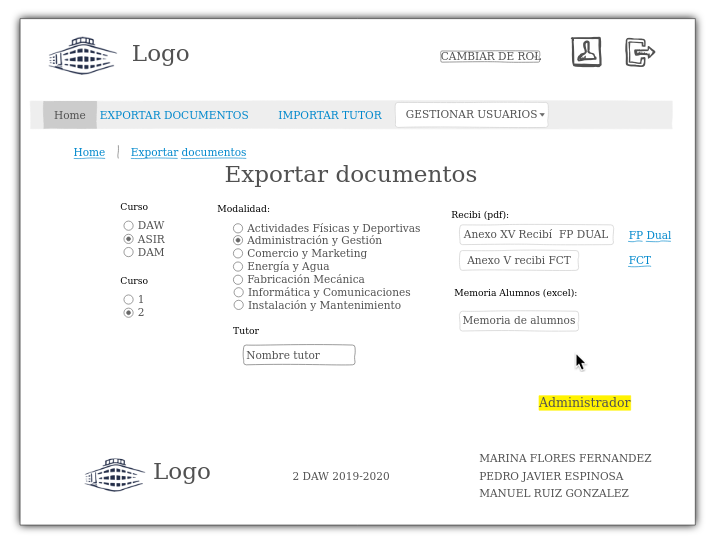 Logo
CAMBIAR DE ROL
Home
EXPORTAR DOCUMENTOS
IMPORTAR TUTOR
GESTIONAR USUARIOS
Home | Exportar documentos
Exportar documentos
Curso
DAW
ASIR
DAM
Curso
1
2
Modalidad:
Actividades Físicas y Deportivas
Administración y Gestión
Comercio y Marketing
Energía y Agua
Fabricación Mecánica
Informática y Comunicaciones
Instalación y Mantenimiento
Tutor
Nombre tutor
Recibi (pdf):
Anexo XV Recibí FP DUAL
FP Dual
Anexo V recibi FCT
FCT
Memoria Alumnos (excel):
Memoria de alumnos
Administrador
Logo
2 DAW 2019-2020
MARINA FLORES FERNANDEZ
PEDRO JAVIER ESPINOSA
MANUEL RUIZ GONZALEZ